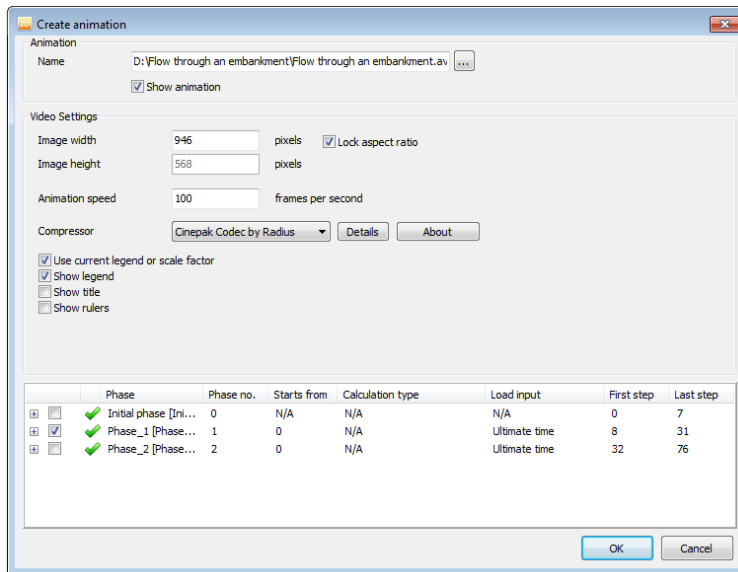 Create animation
Animation
Name D:\Flow through an embankment\Flow through an embankment.av ...
Show animation
Video Settings
Image width 946 pixels Lock aspect ratio
Image height 568 pixels
Animation speed 100 frames per second
Compressor Cinepak Codec by Radius Details About
Use current legend or scale factor
Show legend
Show title
Show rulers
Phase Phase no. Starts from Calculation type Load input First step Last step
Initial phase [Ini... 0 N/A N/A N/A 0 7
Phase_1 [Phase... 1 0 N/A Ultimate time 8 31
Phase_2 [Phase... 2 0 N/A Ultimate time 32 76
OK Cancel